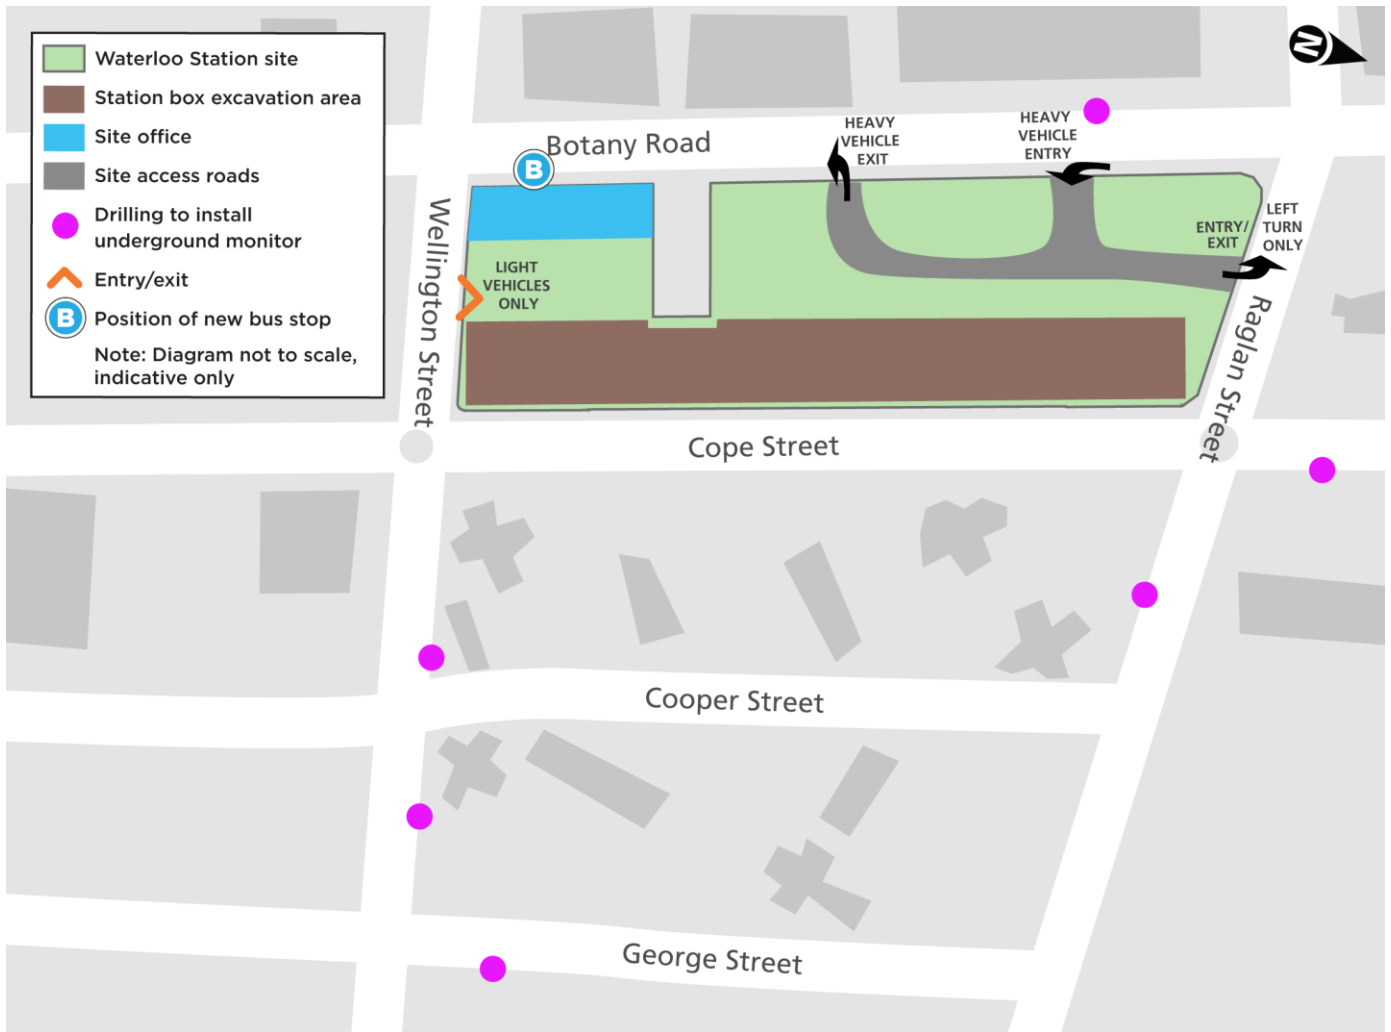 Waterloo Station site
Station box excavation area
Site office
Site access roads
Drilling to install
underground monitor
Entry/exit
B
Position of new bus stop
Note: Diagram not to scale,
indicative only
N
Botany Road
B
HEAVY
VEHICLE
EXIT
HEAVY
VEHICLE
ENTRY
ENTRY/
EXIT
LEFT
TURN
ONLY
LIGHT
VEHICLES
ONLY
Wellington Street
Raglan Street
Cope Street
Cooper Street
George Street